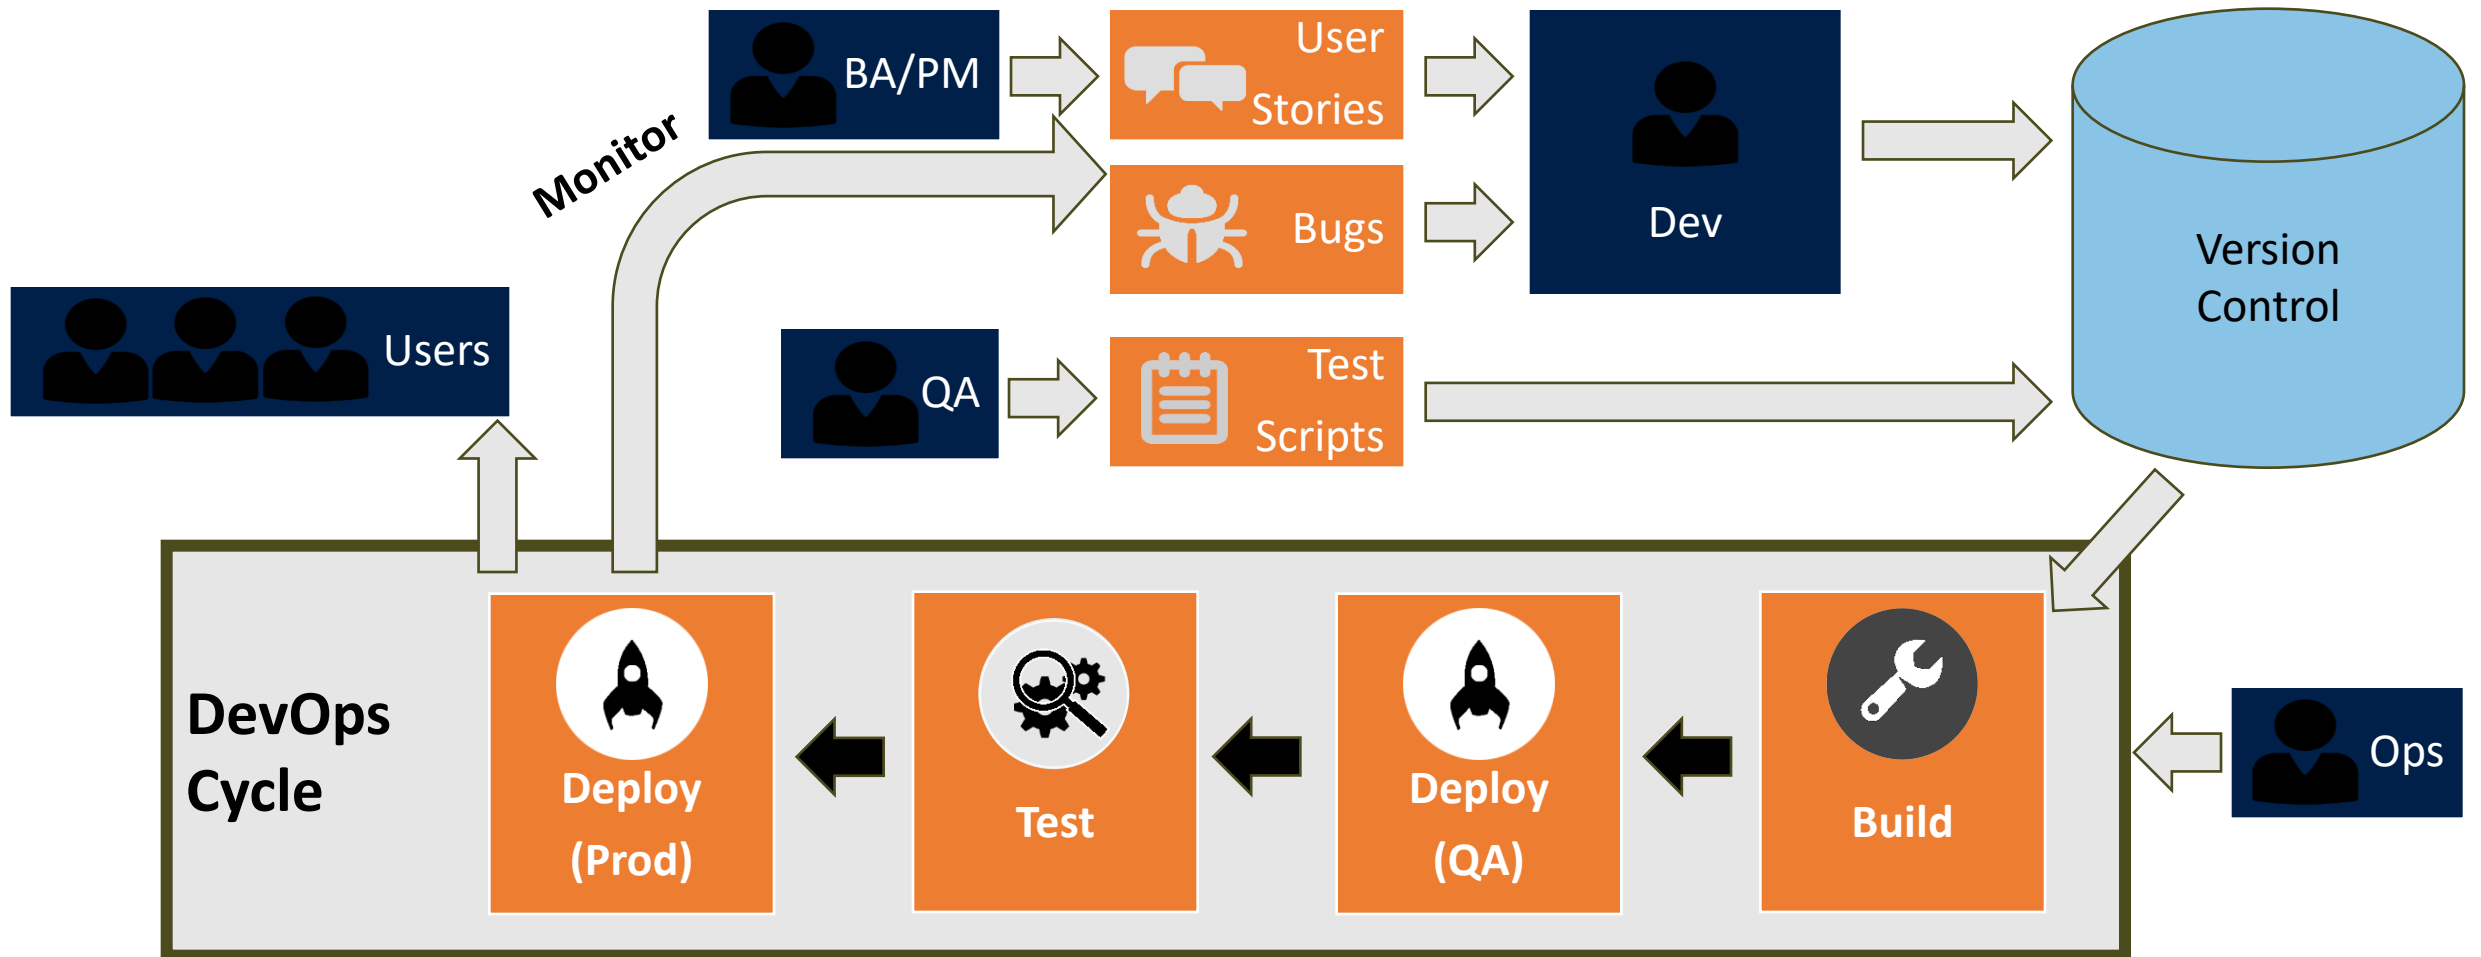 BA/PM
User
Stories
Dev
Monitor
Bugs
Version
Control
Users
QA
Test
Scripts
DevOps
Cycle
Deploy
(Prod)
Test
Deploy
(QA)
Build
Ops